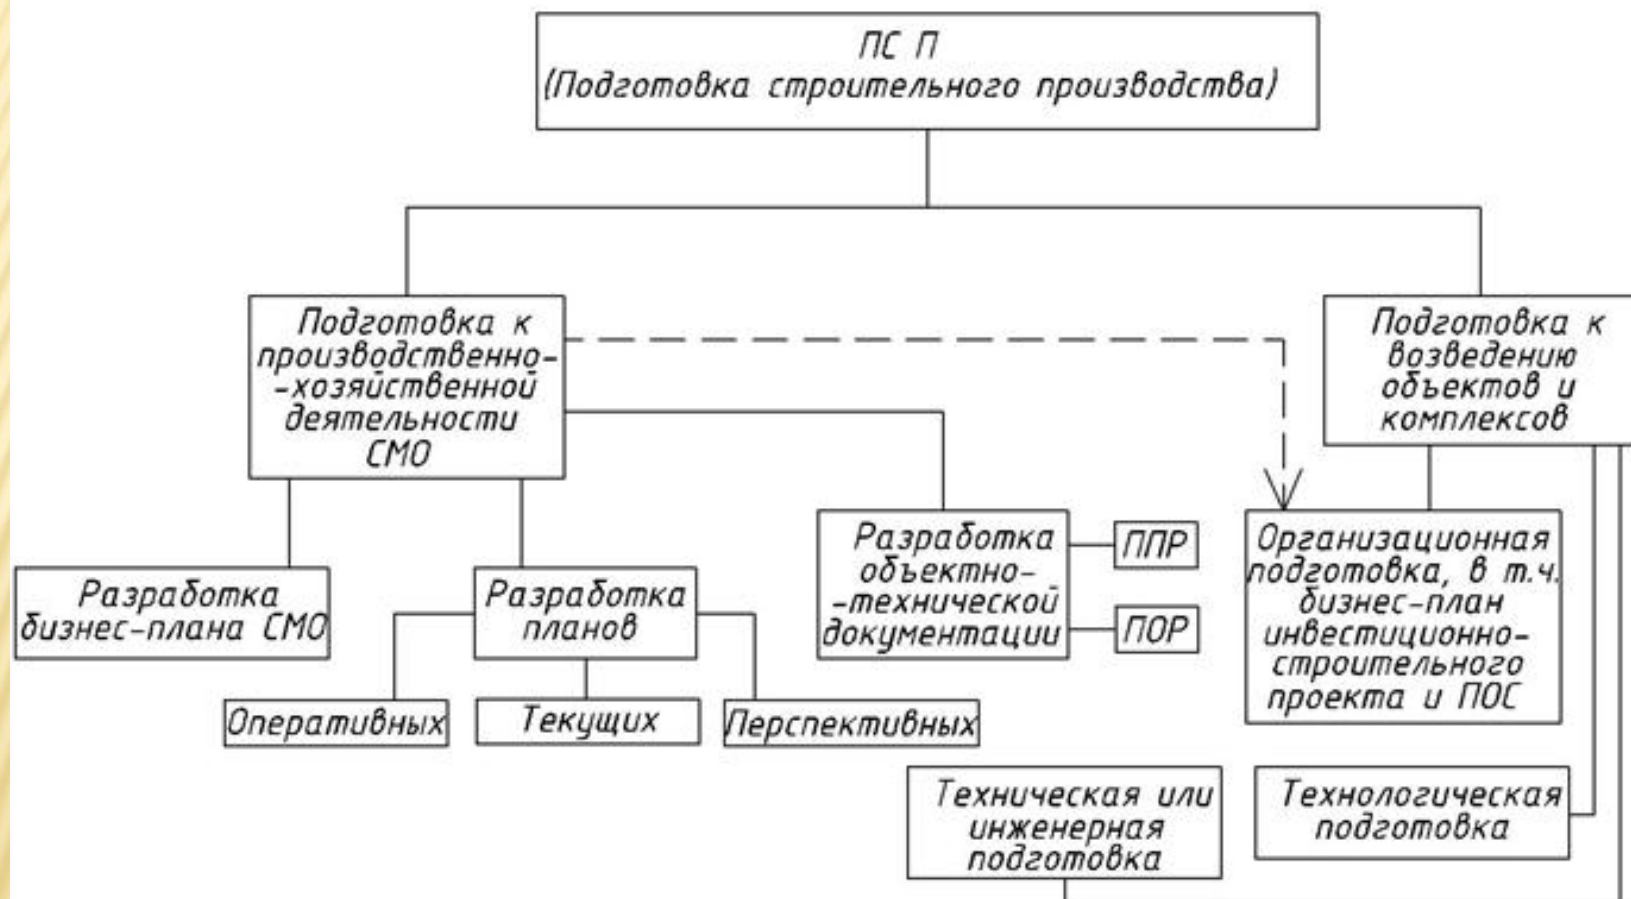 ПС П
(Подготовка строительного производства)
Подготовка к
производственно-
-хозяйственной
деятельности
СМО
Подготовка к
возведению
объектов и
комплексов
Разработка
бизнес-плана СМО
Разработка
планов
Оперативных
Текущих
Перспективных
Разработка
объектно-
-технической
документации
ППР
ПОР
Организационная
подготовка, в т.ч.
бизнес-план
инвестиционно-
строительного
проекта и ПОС
Техническая или
инженерная
подготовка
Технологическая
подготовка